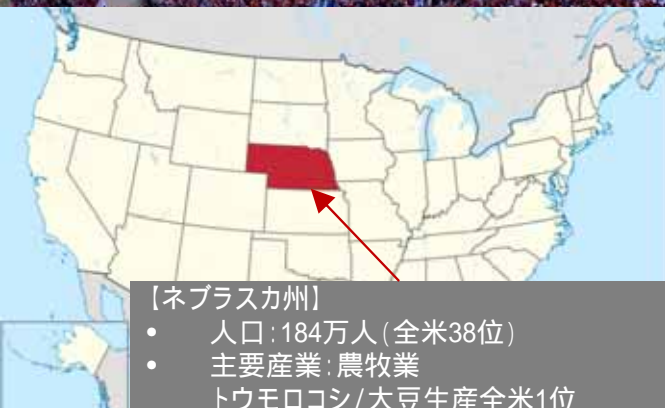 【ネブラスカ州】
• 人口:184万人(全米38位)
• 主要産業:農牧業
トウモロコシ/大豆生産全米1位